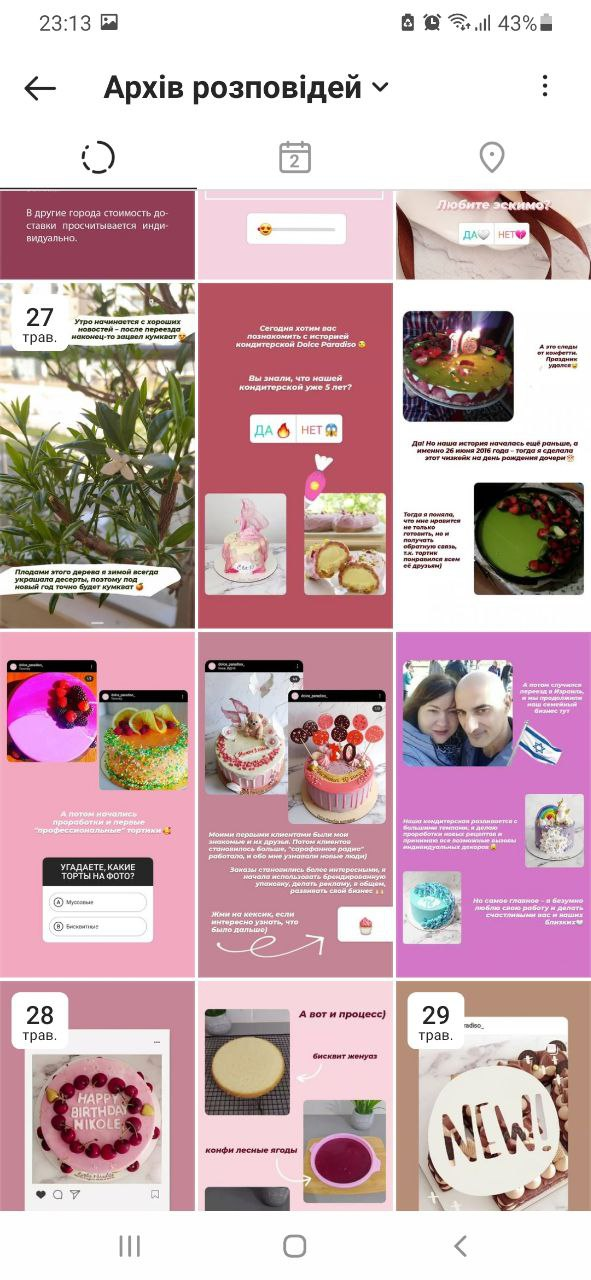 23:13
43%
Архів розповідей
2
В другие города стоимость до-
ставки просчитывается инди-
видуально.
Любите эскимо?
ДА🤍 НЕТ💔
27
трав.
Утро начинается с хороших
новостей – после переезда
наконец-то зацвел кумкват
Плодами этого дерева я зимой всегда
украшала десерты, поэтому под
новый год точно будет кумкват
Сегодня хотим вас
познакомить с историей
кондитерской Dolce Paradiso
Вы знали, что нашей
кондитерской уже 5 лет?
ДА🔥 НЕТ😱
16
А это следы
от конфетти.
Праздник
удался
Да! Но наша история началась ещё раньше, а
именно 26 июня 2016 года – тогда я сделала
этот чизкейк на день рождения дочери
Тогда я поняла,
что мне нравится
не только
готовить, но и
получать
обратную связь,
т.к. тортик
понравился всем
её друзьям)
dolce_paradiso_
dolce_paradiso_
А потом начались
проработки и первые
"профессиональные" тортики🥰
УГАДАЕТЕ, КАКИЕ
ТОРТЫ НА ФОТО?
A Муссовые
B Бисквитные
dolce_paradiso_
dolce_paradiso_
10
Моими первыми клиентами были мои
знакомые и их друзья. Потом клиентов
становилось больше, "сарафанное радио"
работало, и обо мне узнавали новые люди)
Заказы становились более интересными, я
начала использовать брендированную
упаковку, делать рекламу, в общем,
развивать свой бизнес 🙌
Жми на кексик, если
интересно узнать, что
было дальше)
А потом случился
переезд в Израиль,
и мы продолжили
наш семейный
бизнес тут
Наша кондитерская развивается с
большими темпами, я делаю
проработки новых рецептов и
принимаю все возможные вызовы
индивидуальных декоров
Но самое главное – я безумно
люблю свою работу и делать
счастливыми вас и ваших
близких🤍
28
трав.
HAPPY
BIRTHDAY
NIKOLE
А вот и процесс)
бисквит женуаз
конфи лесные ягоды
29
трав.
radiso_
NEW!